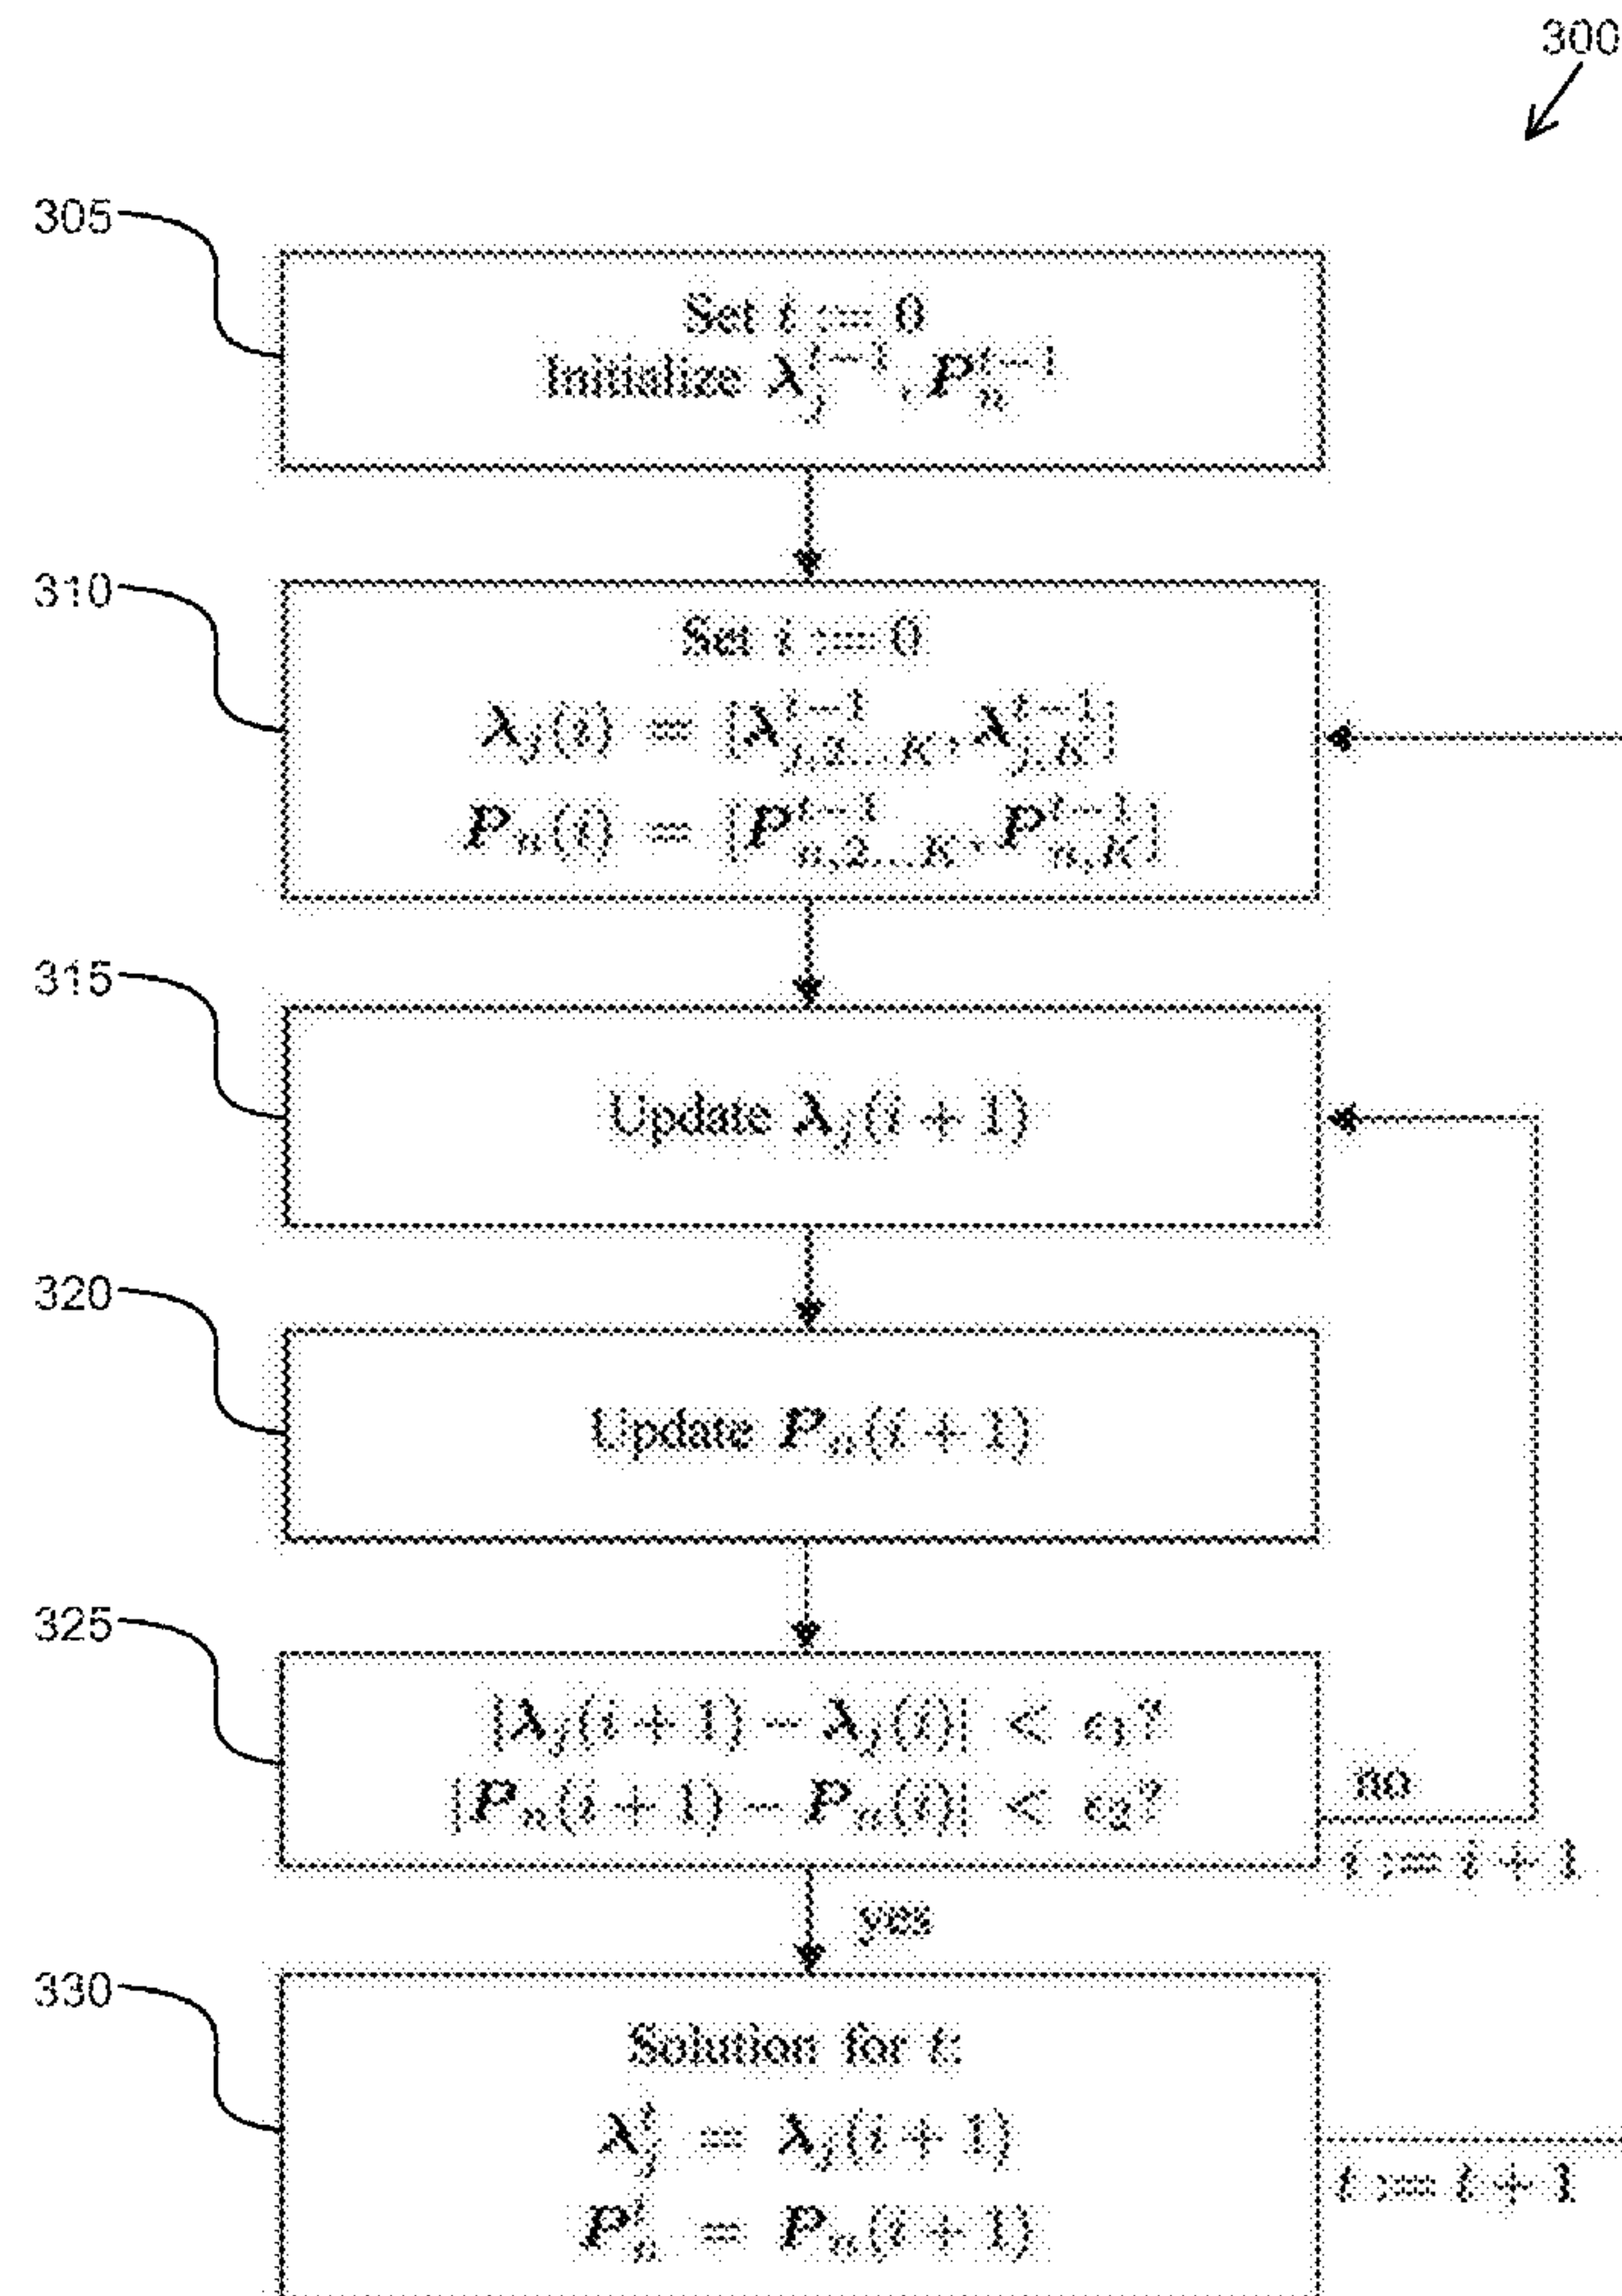 300
305
Set t := 0
Initialize λ_j^{t−1}, P_n^{t−1}
310
Set i := 0
λ_j(i) = [λ_{j,2...K}^{t−1}, λ_{j,K}^{t−1}]
P_n(i) = [P_{n,2...K}^{t−1}, P_{n,K}^{t−1}]
315
Update λ_j(i + 1)
320
Update P_n(i + 1)
325
|λ_j(i + 1) − λ_j(i)| < ϵ_1?
|P_n(i + 1) − P_n(i)| < ϵ_2?
no
i := i + 1
yes
330
Solution for t:
λ_j^t = λ_j(i + 1)
P_n^t = P_n(i + 1)
t := t + 1